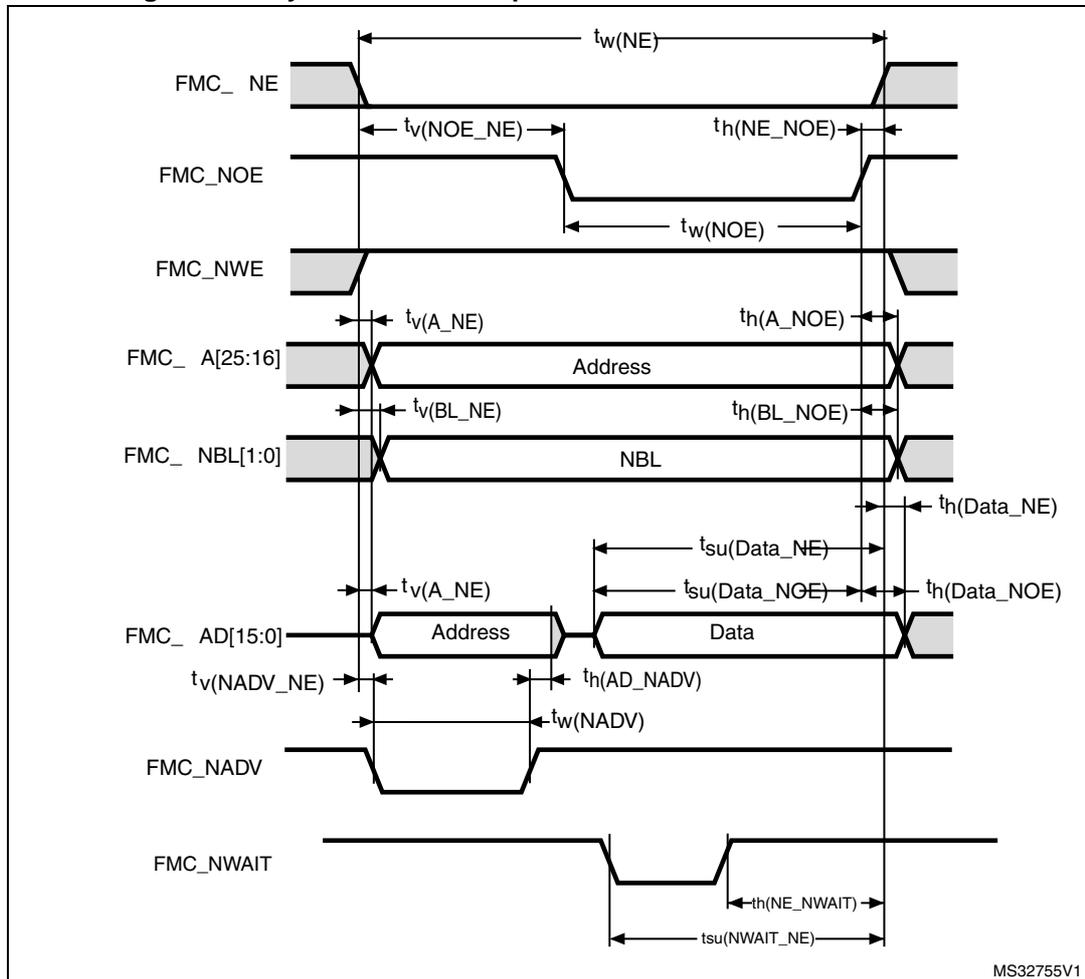 tw(NE)
FMC_ NE
tv(NOE_NE)
th(NE_NOE)
FMC_NOE
tw(NOE)
FMC_NWE
tv(A_NE)
th(A_NOE)
FMC_ A[25:16]
Address
tv(BL_NE)
th(BL_NOE)
FMC_ NBL[1:0]
NBL
th(Data_NE)
tsu(Data_NE)
tv(A_NE)
tsu(Data_NOE)
th(Data_NOE)
FMC_ AD[15:0]
Address
Data
tv(NADV_NE)
th(AD_NADV)
tw(NADV)
FMC_NADV
FMC_NWAIT
th(NE_NWAIT)
tsu(NWAIT_NE)
MS32755V1